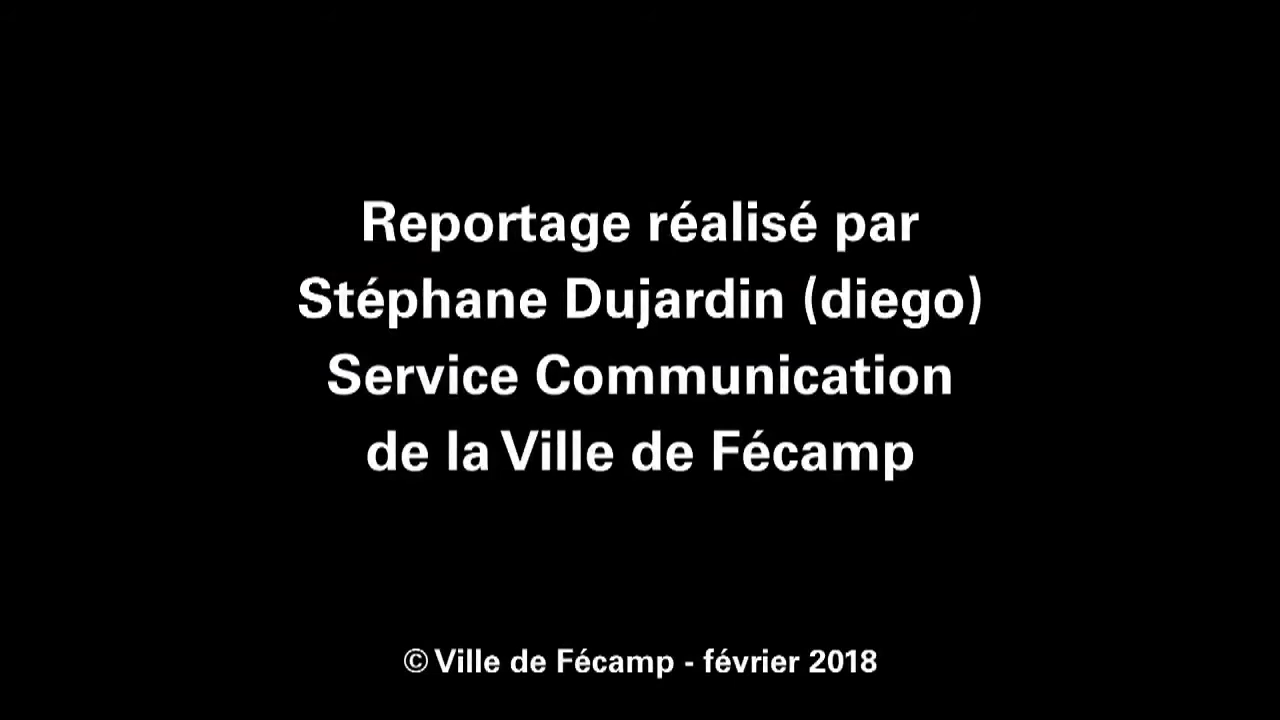 Reportage réalisé par
Stéphane Dujardin (diego)
Service Communication
de la Ville de Fécamp
© Ville de Fécamp - février 2018